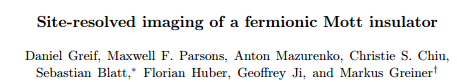 Site-resolved imaging of a fermionic Mott insulator
Daniel Greif, Maxwell F. Parsons, Anton Mazurenko, Christie S. Chiu,
Sebastian Blatt,* Florian Huber, Geoffrey Ji, and Markus Greiner†